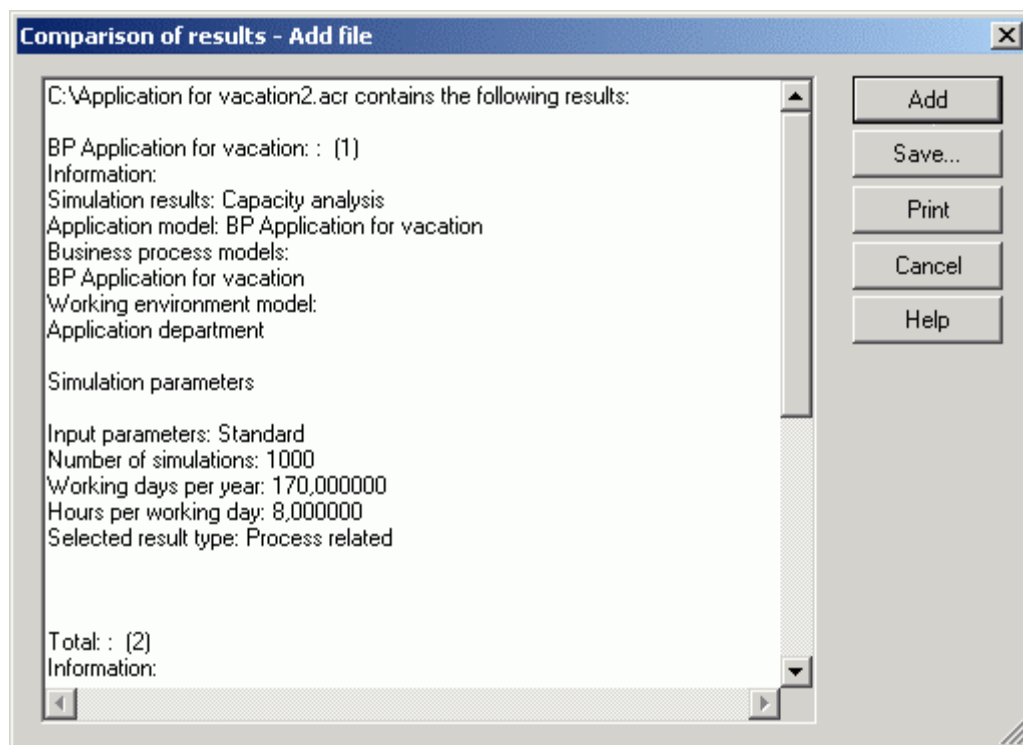 Comparison of results - Add file
C:\Application for vacation2.acr contains the following results:
BP Application for vacation: :  (1)
Information:
Simulation results: Capacity analysis
Application model: BP Application for vacation
Business process models:
BP Application for vacation
Working environment model:
Application department
Simulation parameters
Input parameters: Standard
Number of simulations: 1000
Working days per year: 170,000000
Hours per working day: 8,000000
Selected result type: Process related
Total: :  (2)
Information:
Add
Save...
Print
Cancel
Help